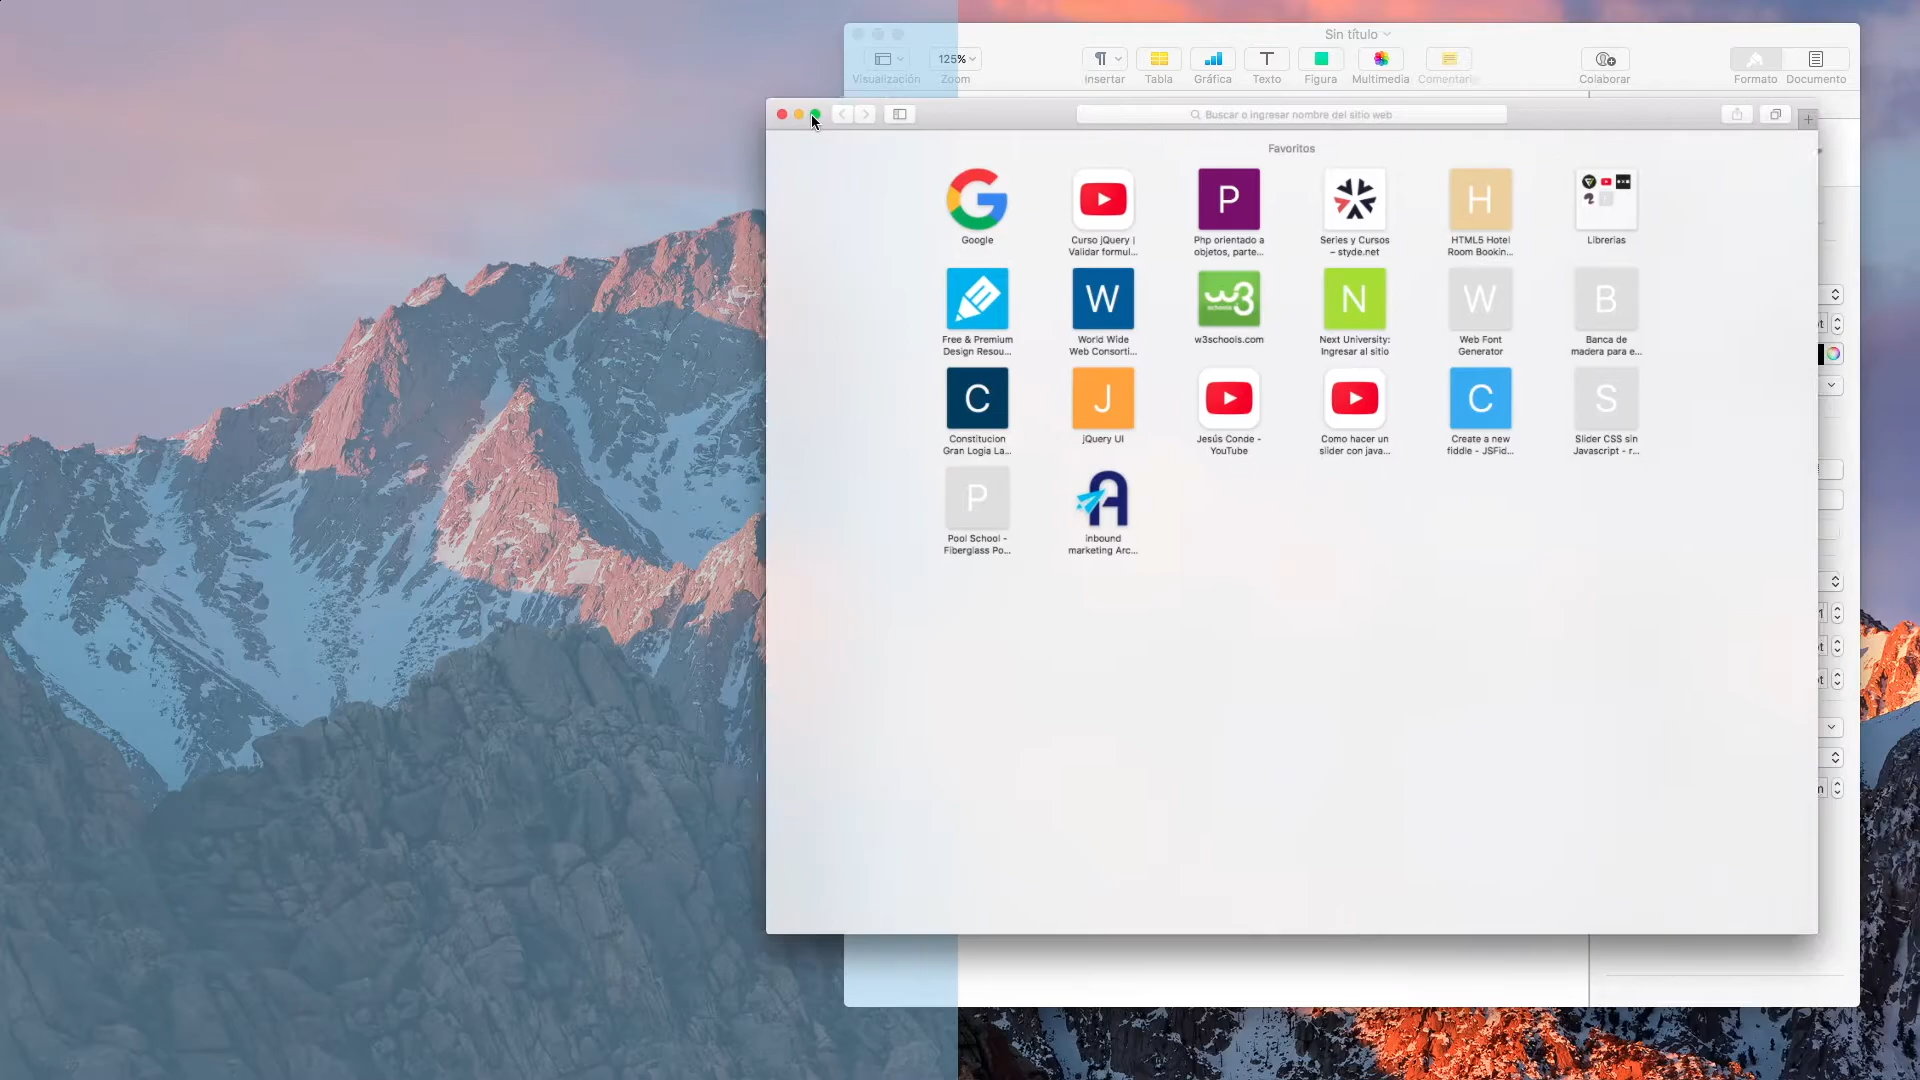 Sin título
125%
Visualización Zoom Insertar Tabla Gráfica Texto Figura Multimedia Colaborar Formato Documento
Buscar o ingresar nombre del sitio web
Favoritos
Google
Curso jQuery |
Validar formul...
P
Php orientado a
objetos, parte...
Series y Cursos
– styde.net
H
HTML5 Hotel
Room Bookin...
Librerias
Free & Premium
Design Resou...
W
World Wide
Web Consorti...
w3
schools
w3schools.com
N
Next University:
Ingresar al sitio
W
Web Font
Generator
B
Banca de
madera para e...
C
Constitucion
Gran Logia La...
J
jQuery UI
Jesús Conde -
YouTube
Como hacer un
slider con java...
C
Create a new
fiddle - JSFid...
S
Slider CSS sin
Javascript - r...
P
Pool School -
Fiberglass Po...
inbound
marketing Arc...